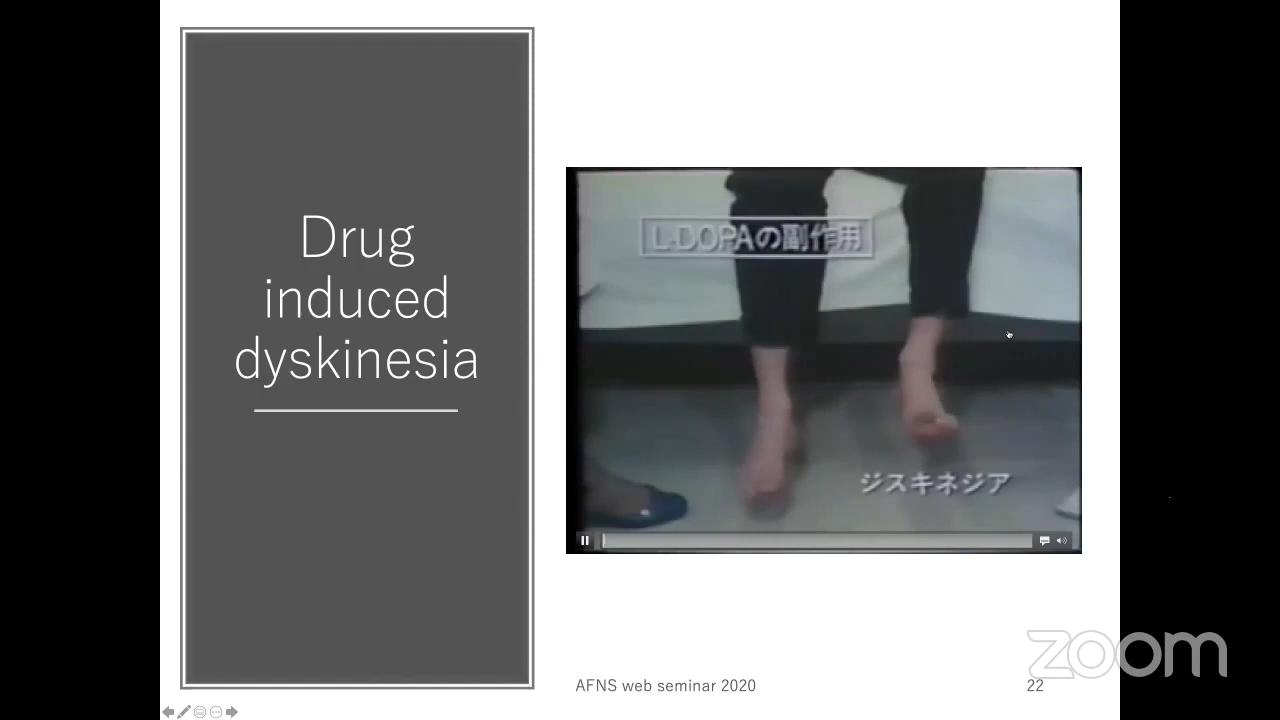 Drug
induced
dyskinesia
L-DOPAの副作用
ジスキネジア
AFNS web seminar 2020
22
zoom